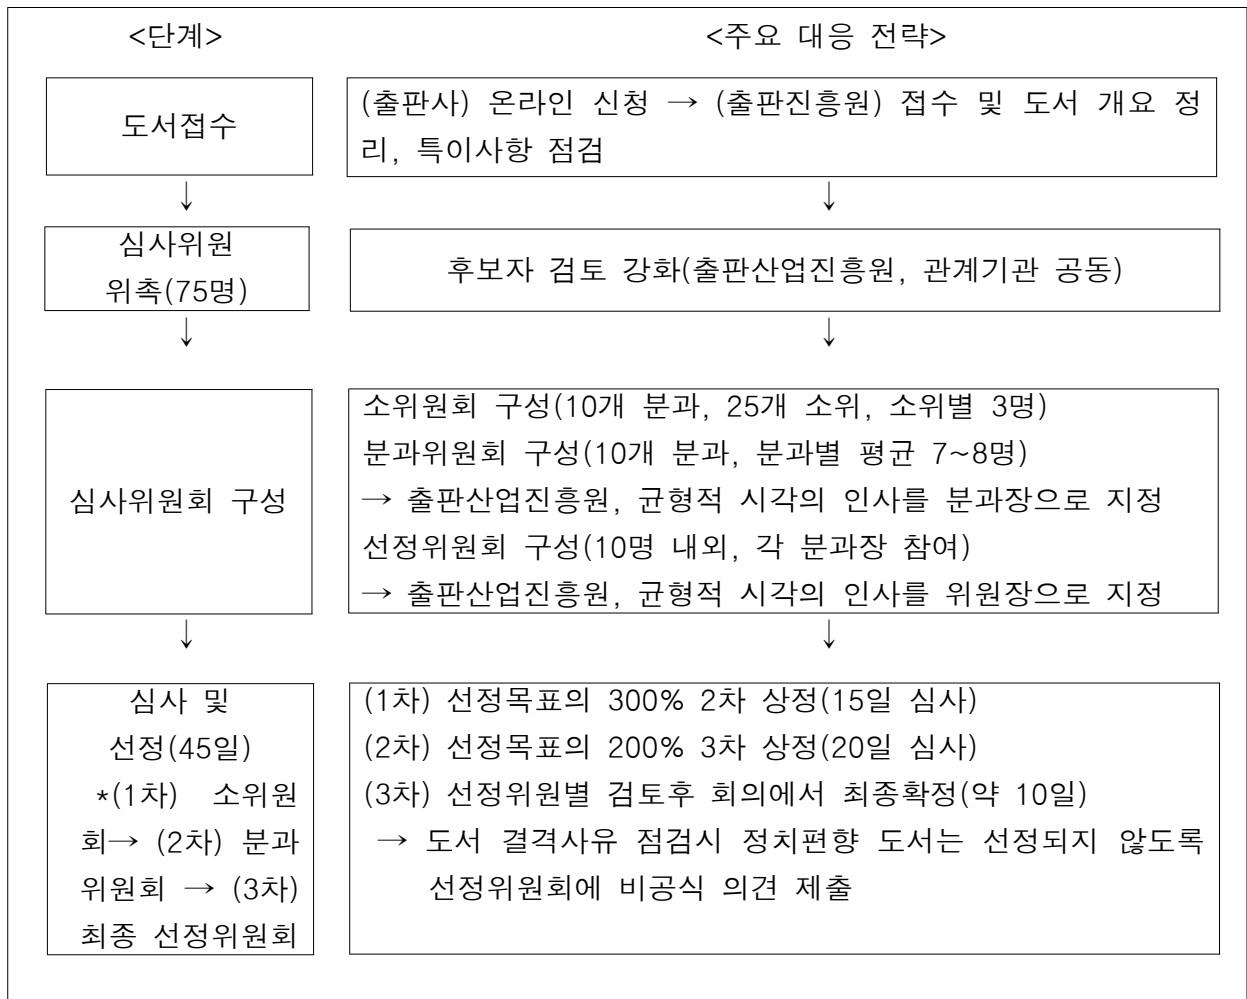 <단계>
<주요 대응 전략>
도서접수
(출판사) 온라인 신청 → (출판진흥원) 접수 및 도서 개요 정
리, 특이사항 점검
↓
↓
심사위원
위촉(75명)
후보자 검토 강화(출판산업진흥원, 관계기관 공동)
↓
↓
심사위원회 구성
소위원회 구성(10개 분과, 25개 소위, 소위별 3명)
분과위원회 구성(10개 분과, 분과별 평균 7~8명)
→ 출판산업진흥원, 균형적 시각의 인사를 분과장으로 지정
선정위원회 구성(10명 내외, 각 분과장 참여)
→ 출판산업진흥원, 균형적 시각의 인사를 위원장으로 지정
↓
↓
심사 및
선정(45일)
*(1차) 소위원
회→ (2차) 분과
위원회 → (3차)
최종 선정위원회
(1차) 선정목표의 300% 2차 상정(15일 심사)
(2차) 선정목표의 200% 3차 상정(20일 심사)
(3차) 선정위원별 검토후 회의에서 최종확정(약 10일)
→ 도서 결격사유 점검시 정치편향 도서는 선정되지 않도록
선정위원회에 비공식 의견 제출